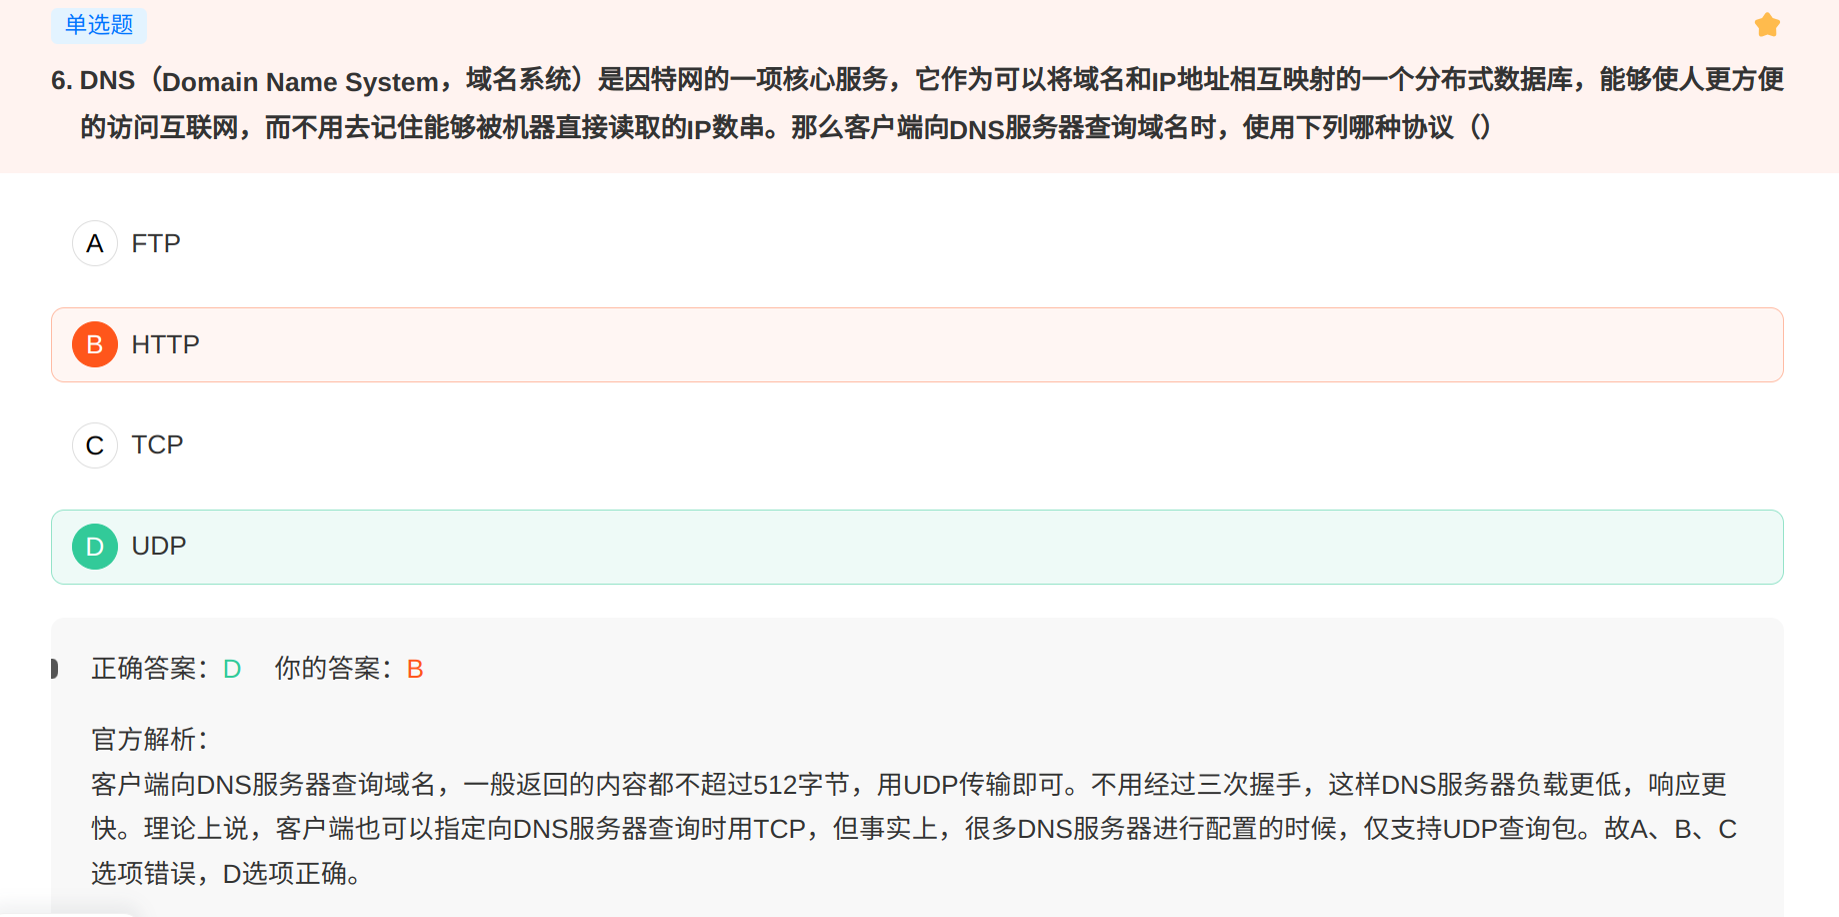 单选题
6. DNS（Domain Name System，域名系统）是因特网的一项核心服务，它作为可以将域名和IP地址相互映射的一个分布式数据库，能够使人更方便
的访问互联网，而不用去记住能够被机器直接读取的IP数串。那么客户端向DNS服务器查询域名时，使用下列哪种协议（）
A FTP
B HTTP
C TCP
D UDP
正确答案：D 你的答案：B
官方解析：
客户端向DNS服务器查询域名，一般返回的内容都不超过512字节，用UDP传输即可。不用经过三次握手，这样DNS服务器负载更低，响应更
快。理论上说，客户端也可以指定向DNS服务器查询时用TCP，但事实上，很多DNS服务器进行配置的时候，仅支持UDP查询包。故A、B、C
选项错误，D选项正确。